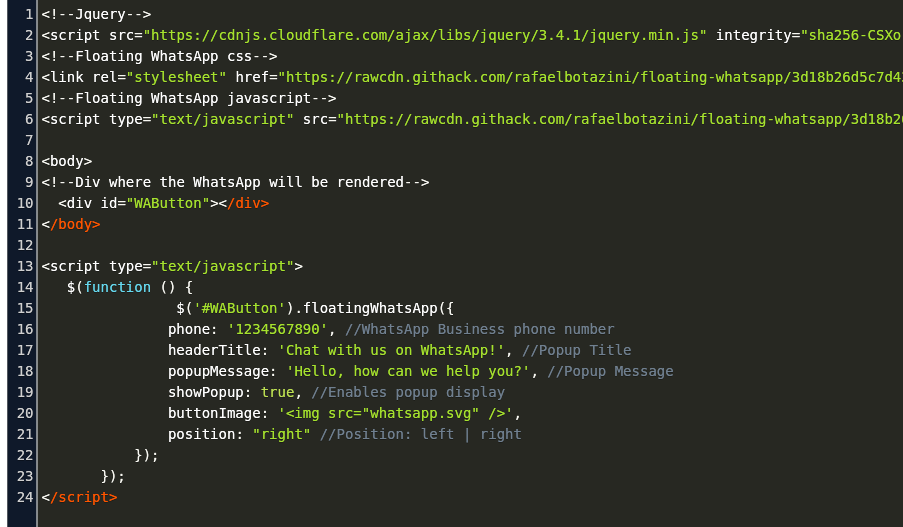 1 <!--Jquery-->
2 <script src="https://cdnjs.cloudflare.com/ajax/libs/jquery/3.4.1/jquery.min.js" integrity="sha256-CSXo
3 <!--Floating WhatsApp css-->
4 <link rel="stylesheet" href="https://rawcdn.githack.com/rafaelbotazini/floating-whatsapp/3d18b26d5c7d4
5 <!--Floating WhatsApp javascript-->
6 <script type="text/javascript" src="https://rawcdn.githack.com/rafaelbotazini/floating-whatsapp/3d18b2
7
8 <body>
9 <!--Div where the WhatsApp will be rendered-->
10   <div id="WAButton"></div>
11 </body>
12
13 <script type="text/javascript">
14    $(function () {
15                 $('#WAButton').floatingWhatsApp({
16                phone: '1234567890', //WhatsApp Business phone number
17                headerTitle: 'Chat with us on WhatsApp!', //Popup Title
18                popupMessage: 'Hello, how can we help you?', //Popup Message
19                showPopup: true, //Enables popup display
20                buttonImage: '<img src="whatsapp.svg" />',
21                position: "right" //Position: left | right
22            });
23        });
24 </script>